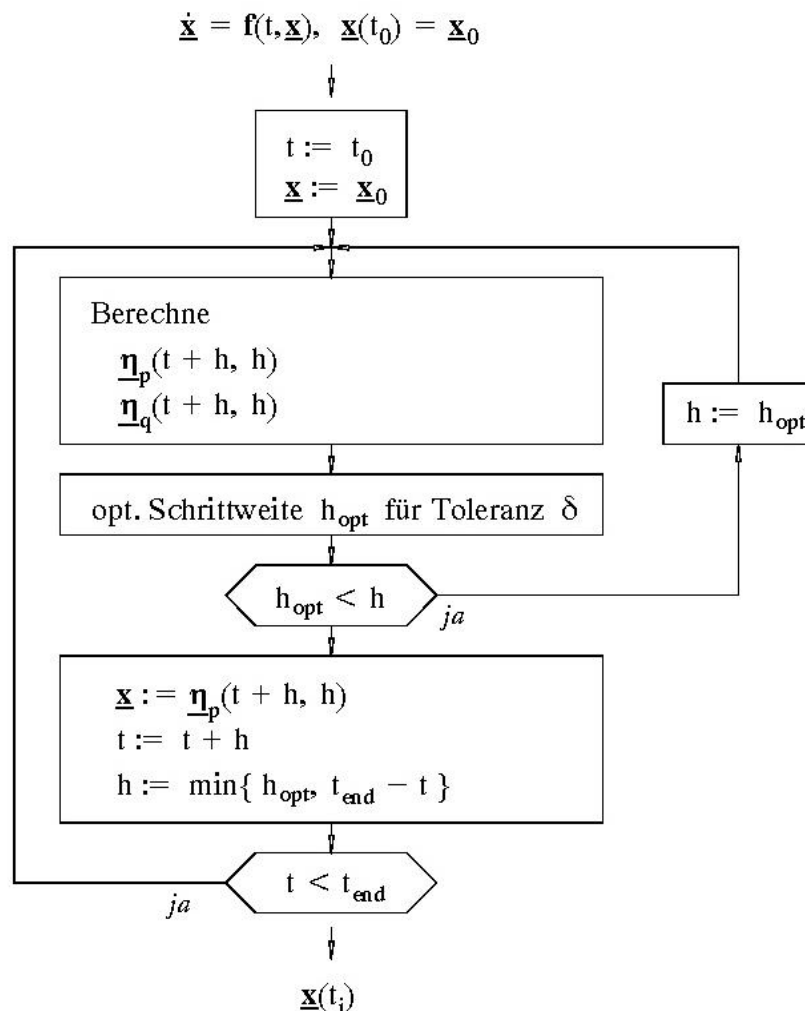 ẋ = f(t, x), x(t₀) = x₀
t := t₀
x := x₀
Berechne
η_p(t + h, h)
η_q(t + h, h)
h := h_opt
opt. Schrittweite h_opt für Toleranz δ
h_opt < h
ja
x := η_p(t + h, h)
t := t + h
h := min{ h_opt, t_end − t }
t < t_end
ja
x(t_i)